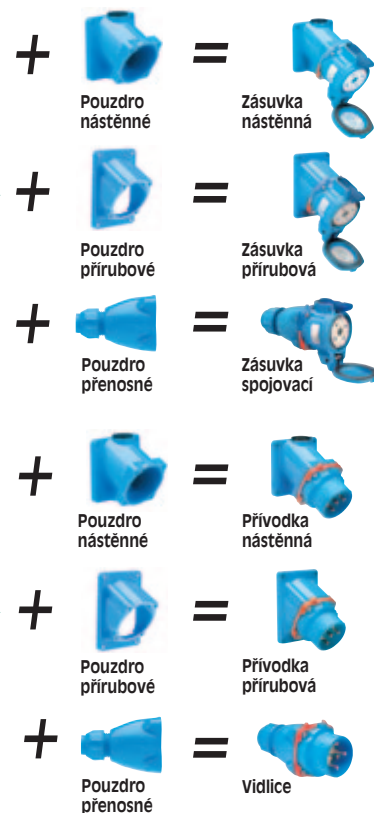 + =
Pouzdro Zásuvka
nástěnné nástěnná
+ =
Pouzdro Zásuvka
přírubové přírubová
+ =
Pouzdro Zásuvka
přenosné spojovací
+ =
Pouzdro Přívodka
nástěnné nástěnná
+ =
Pouzdro Přívodka
přírubové přírubová
+ =
Pouzdro Vidlice
přenosné